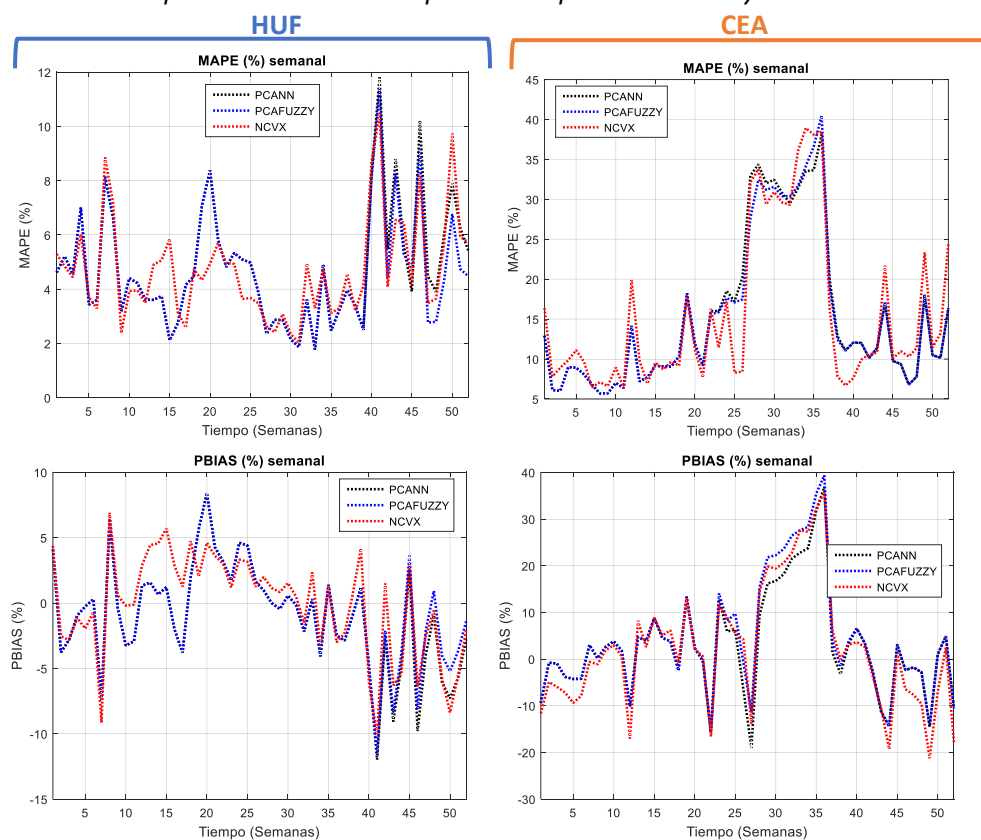 HUF
CEA
MAPE (%) semanal
12
10
8
6
4
2
0
MAPE (%)
PCANN
PCAFUZZY
NCVX
5 10 15 20 25 30 35 40 45 50
Tiempo (Semanas)
MAPE (%) semanal
45
40
35
30
25
20
15
10
5
MAPE (%)
PCANN
PCAFUZZY
NCVX
5 10 15 20 25 30 35 40 45 50
Tiempo (Semanas)
PBIAS (%) semanal
10
5
0
-5
-10
-15
PBIAS (%)
PCANN
PCAFUZZY
NCVX
5 10 15 20 25 30 35 40 45 50
Tiempo (Semanas)
PBIAS (%) semanal
40
30
20
10
0
-10
-20
-30
PBIAS (%)
PCANN
PCAFUZZY
NCVX
5 10 15 20 25 30 35 40 45 50
Tiempo (Semanas)